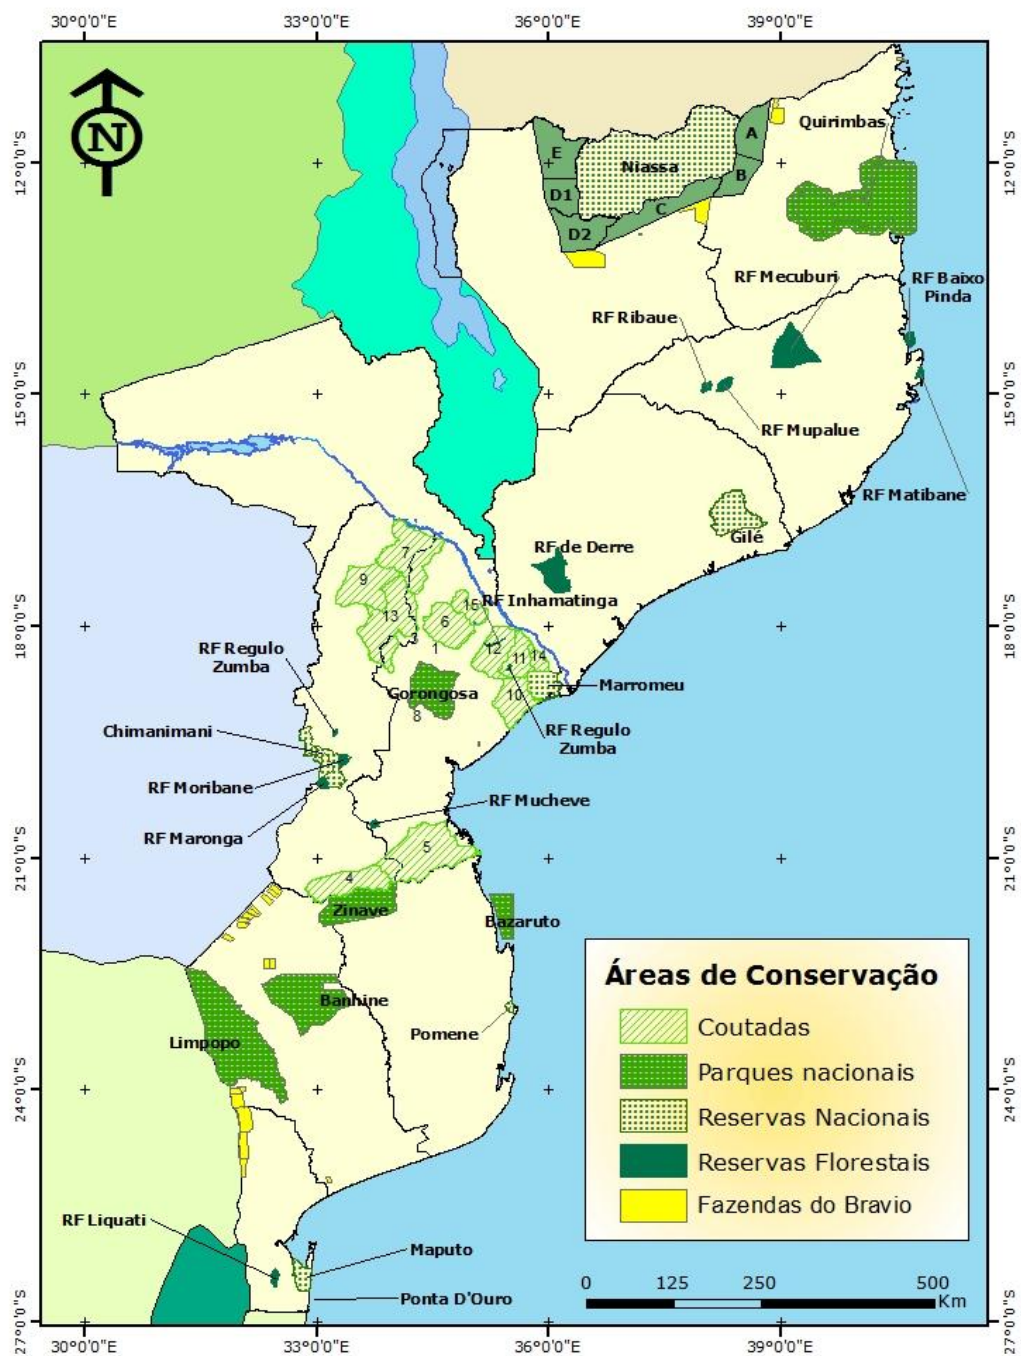 30°0'0"E
33°0'0"E
36°0'0"E
39°0'0"E
N
12°0'0"S
12°0'0"S
Quirimbas
A
E
Niassa
B
D1
C
D2
RF Mecuburi
RF Baixo
Pinda
RF Ribaue
15°0'0"S
15°0'0"S
RF Mupalue
RF Matibane
Gilé
7
RF de Derre
9
15
RF Inhamatinga
13
6
3
18°0'0"S
18°0'0"S
1
12
11
14
RF Regulo
Zumba
Gorongosa
10
Marromeu
8
Chimanimani
RF Regulo
Zumba
RF Moribane
RF Mucheve
RF Maronga
5
21°0'0"S
21°0'0"S
4
Zinave
Bazaruto
Banhine
Pomene
Limpopo
24°0'0"S
24°0'0"S
Áreas de Conservação
Coutadas
Parques nacionais
Reservas Nacionais
Reservas Florestais
Fazendas do Bravio
RF Liquati
Maputo
Ponta D'Ouro
0 125 250 500
Km
27°0'0"S
27°0'0"S
30°0'0"E
33°0'0"E
36°0'0"E
39°0'0"E